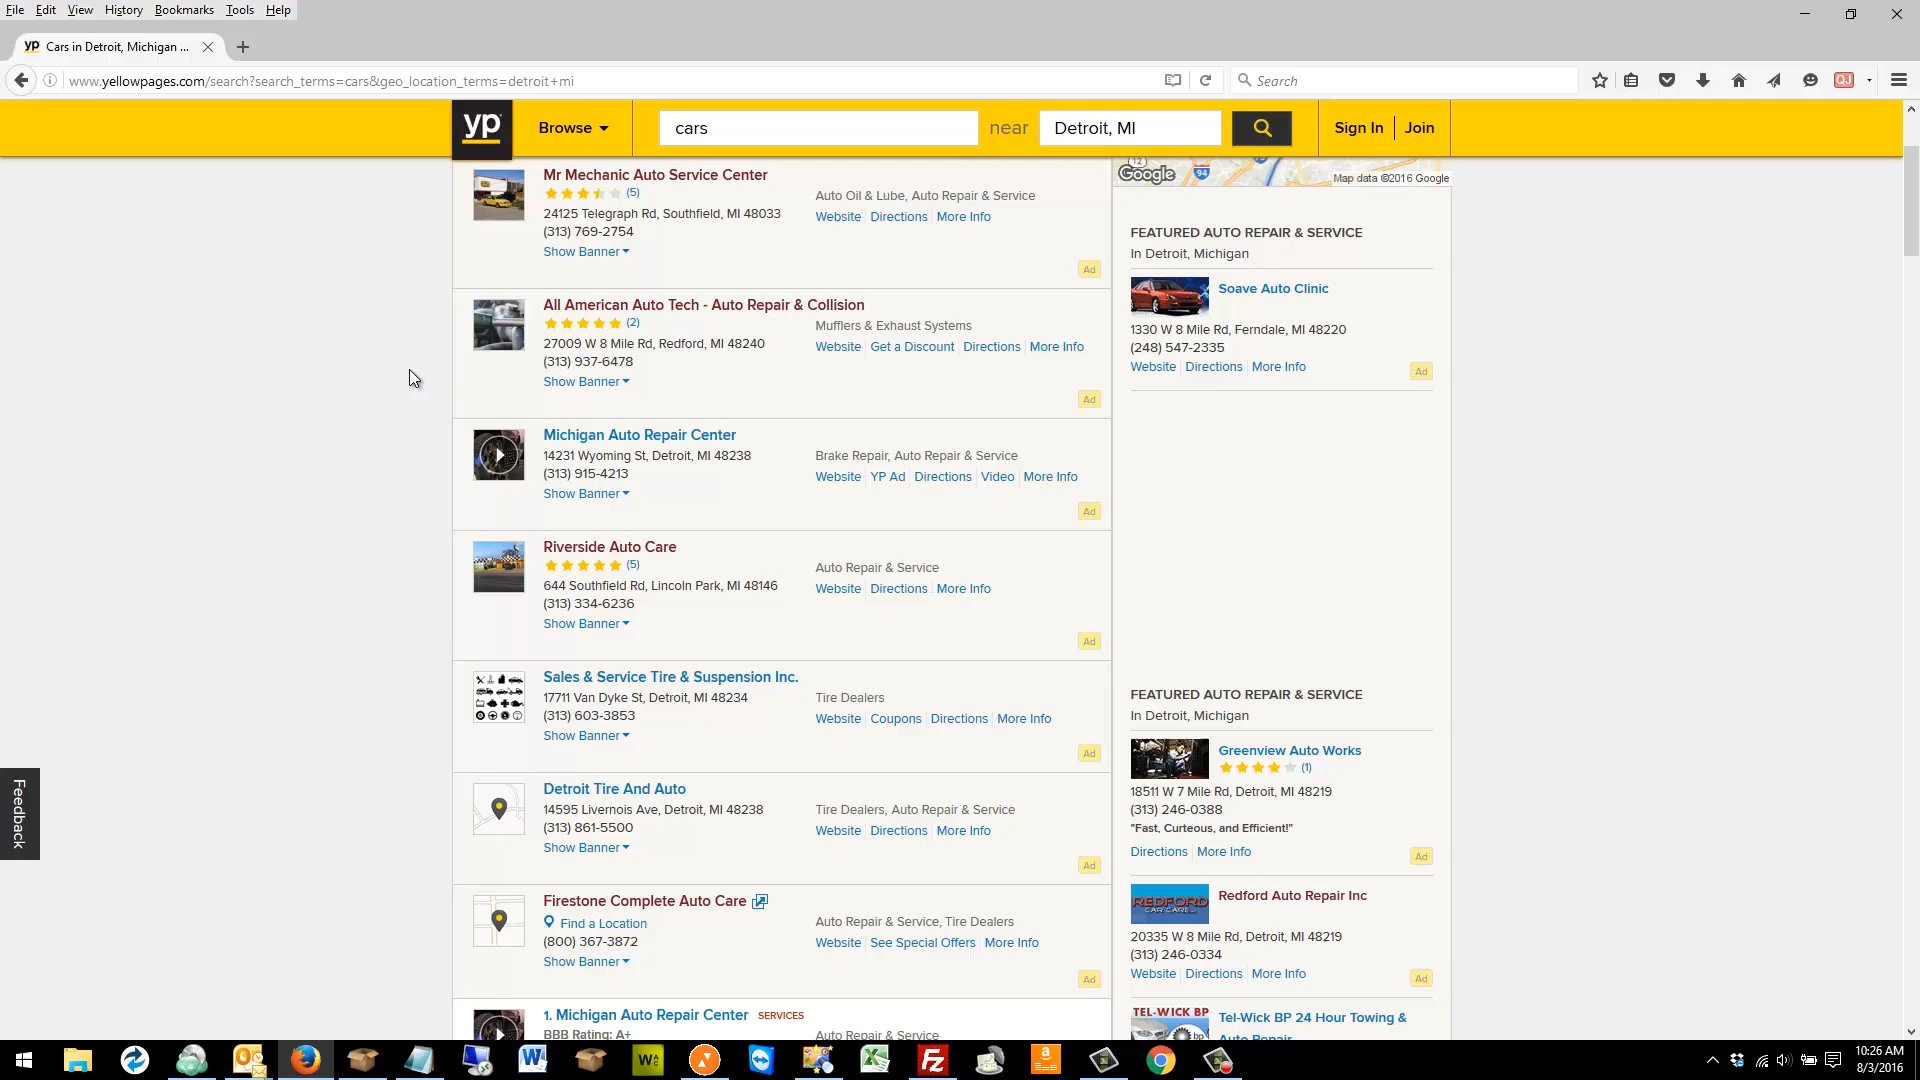 File Edit View History Bookmarks Tools Help
yp Cars in Detroit, Michigan ...
www.yellowpages.com/search?search_terms=cars&geo_location_terms=detroit+mi
Search
QJ
yp
Browse
cars
near
Detroit, MI
Sign In
Join
Mr Mechanic Auto Service Center
(5)
24125 Telegraph Rd, Southfield, MI 48033
(313) 769-2754
Show Banner
Auto Oil & Lube, Auto Repair & Service
Website Directions More Info
Ad
All American Auto Tech - Auto Repair & Collision
(2)
27009 W 8 Mile Rd, Redford, MI 48240
(313) 937-6478
Show Banner
Mufflers & Exhaust Systems
Website Get a Discount Directions More Info
Ad
Michigan Auto Repair Center
14231 Wyoming St, Detroit, MI 48238
(313) 915-4213
Show Banner
Brake Repair, Auto Repair & Service
Website YP Ad Directions Video More Info
Ad
Riverside Auto Care
(5)
644 Southfield Rd, Lincoln Park, MI 48146
(313) 334-6236
Show Banner
Auto Repair & Service
Website Directions More Info
Ad
Sales & Service Tire & Suspension Inc.
17711 Van Dyke St, Detroit, MI 48234
(313) 603-3853
Show Banner
Tire Dealers
Website Coupons Directions More Info
Ad
Detroit Tire And Auto
14595 Livernois Ave, Detroit, MI 48238
(313) 861-5500
Show Banner
Tire Dealers, Auto Repair & Service
Website Directions More Info
Ad
Firestone Complete Auto Care
Find a Location
(800) 367-3872
Show Banner
Auto Repair & Service, Tire Dealers
Website See Special Offers More Info
Ad
1. Michigan Auto Repair Center SERVICES
BBB Rating: A+
Auto Repair & Service
12
94
Google
Map data ©2016 Google
FEATURED AUTO REPAIR & SERVICE
In Detroit, Michigan
Soave Auto Clinic
1330 W 8 Mile Rd, Ferndale, MI 48220
(248) 547-2335
Website Directions More Info
Ad
FEATURED AUTO REPAIR & SERVICE
In Detroit, Michigan
Greenview Auto Works
(1)
18511 W 7 Mile Rd, Detroit, MI 48219
(313) 246-0388
"Fast, Curteous, and Efficient!"
Directions More Info
Ad
REDFORD
CAR CARE
Redford Auto Repair Inc
20335 W 8 Mile Rd, Detroit, MI 48219
(313) 246-0334
Website Directions More Info
Ad
TEL-WICK BP
bp
Tel-Wick BP 24 Hour Towing &
Auto Repair
Feedback
10:26 AM
8/3/2016